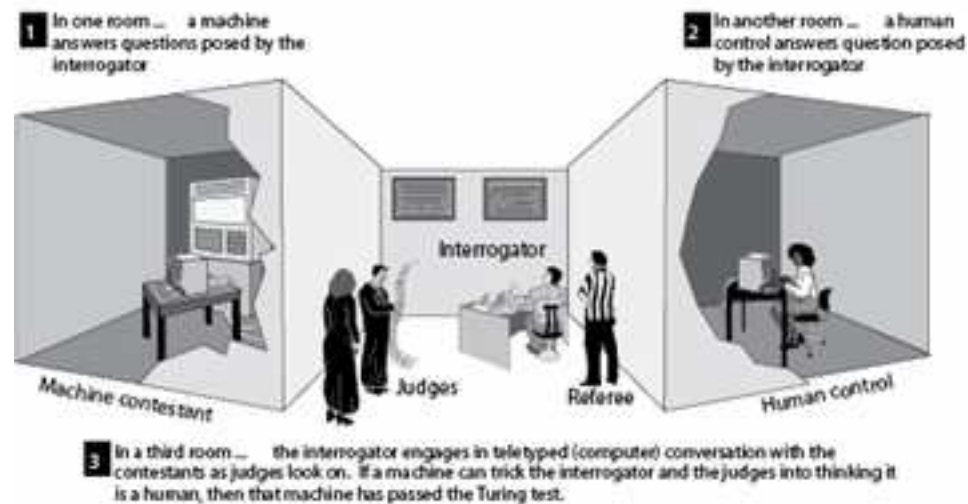 1 In one room ... a machine
answers questions posed by the
interrogator
2 In another room ... a human
control answers question posed
by the interrogator
Interrogator
Judges
Referee
Machine contestant
Human control
3 In a third room ... the interrogator engages in teletyped (computer) conversation with the
contestants as judges look on. If a machine can trick the interrogator and the judges into thinking it
is a human, then that machine has passed the Turing test.